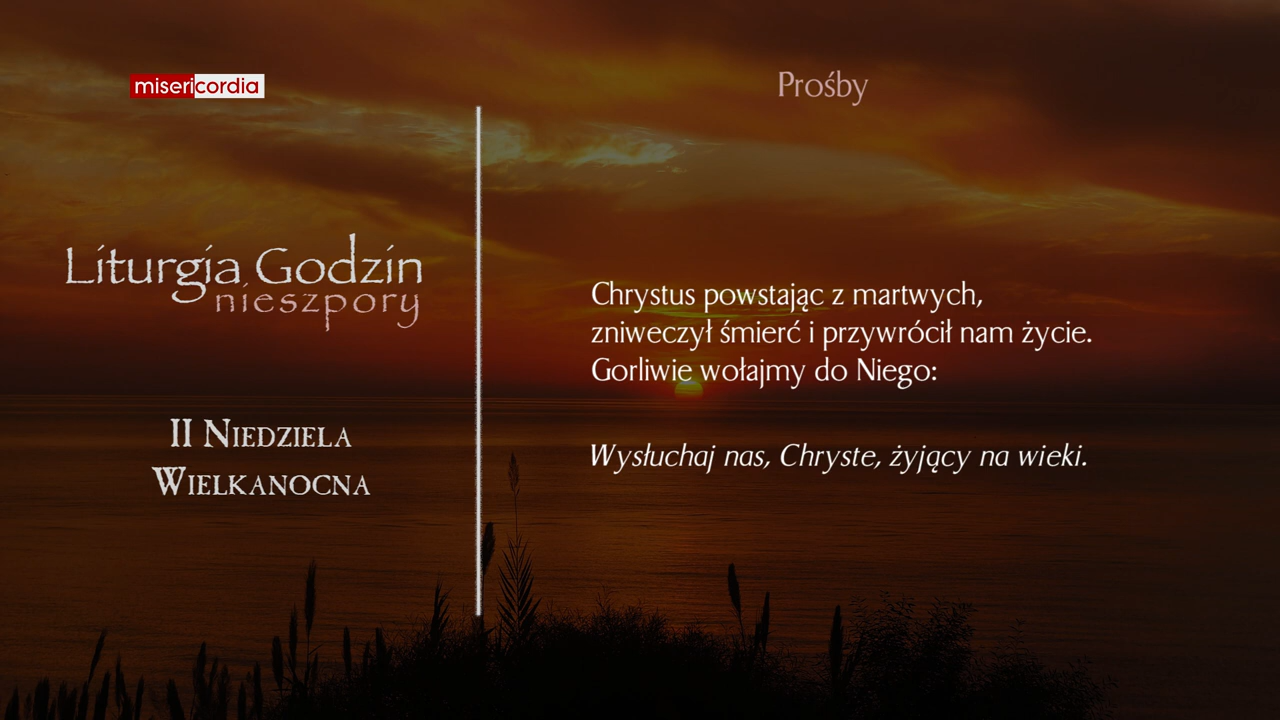 misericordia
Liturgia Godzin
nieszpory
II Niedziela
Wielkanocna
Prośby
Chrystus powstając z martwych,
zniweczył śmierć i przywrócił nam życie.
Gorliwie wołajmy do Niego:
Wysłuchaj nas, Chryste, żyjący na wieki.